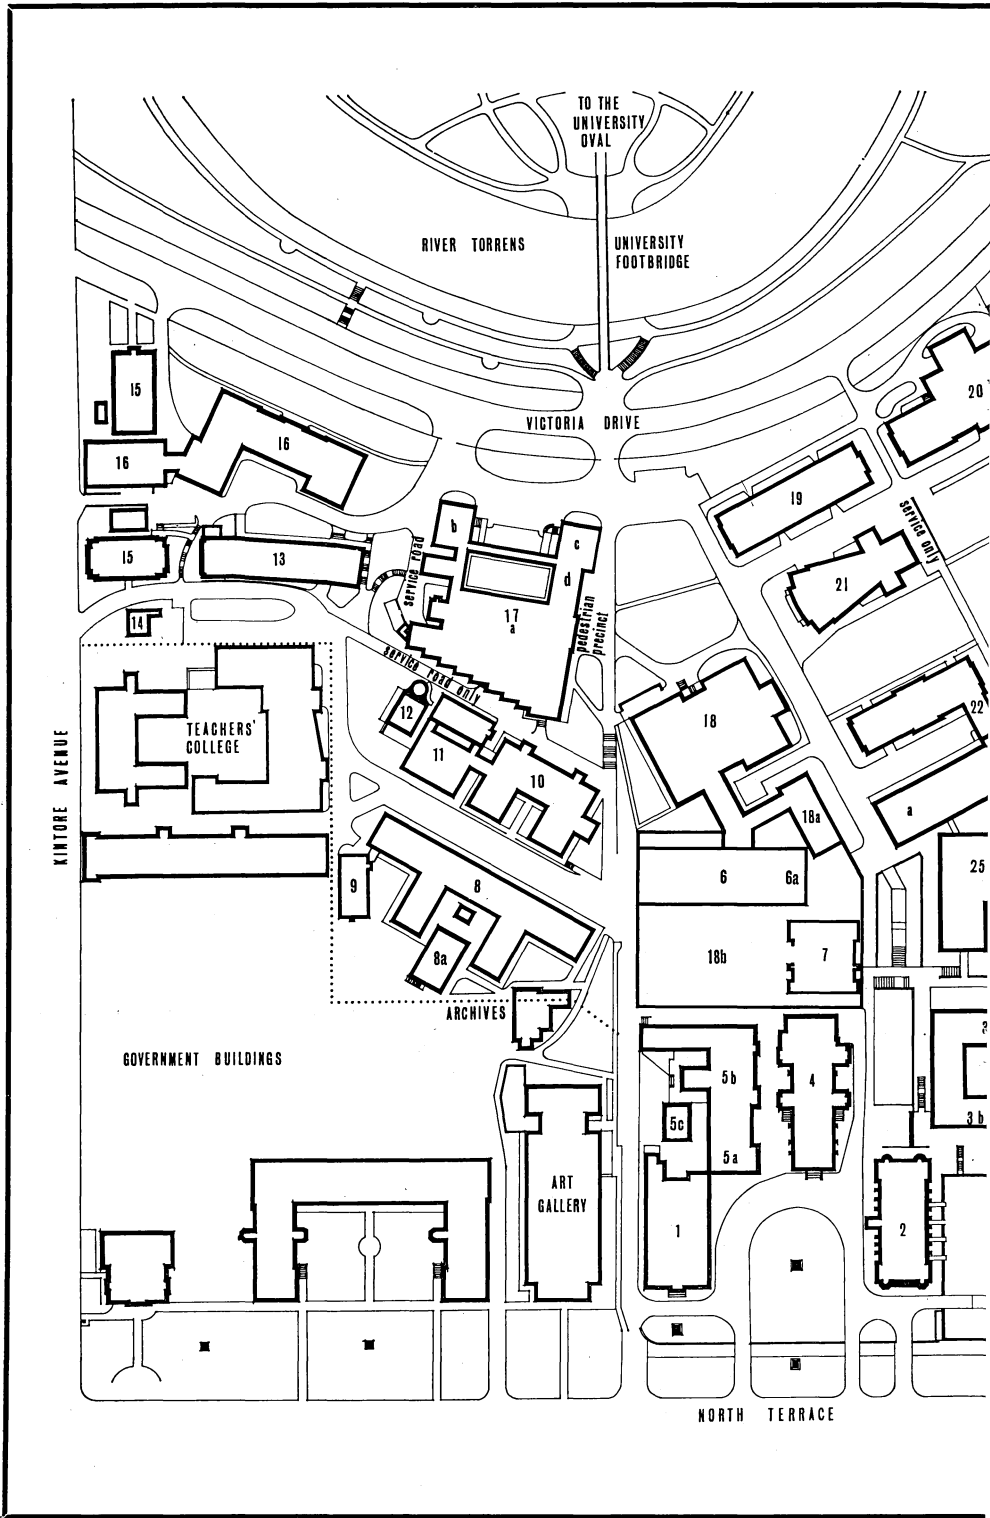 TO THE
UNIVERSITY
OVAL
RIVER TORRENS
UNIVERSITY
FOOTBRIDGE
15
20
VICTORIA DRIVE
16
16
19
b
service only
c
15
13
service road
d
21
17
a
pedestrian
precinct
14
service road only
12
22
18
TEACHERS'
COLLEGE
11
10
KINTORE AVENUE
18a
a
25
9
8
6
6a
8a
18b
7
ARCHIVES
3
GOVERNMENT BUILDINGS
5b
4
5c
3b
5a
ART
GALLERY
1
2
NORTH TERRACE